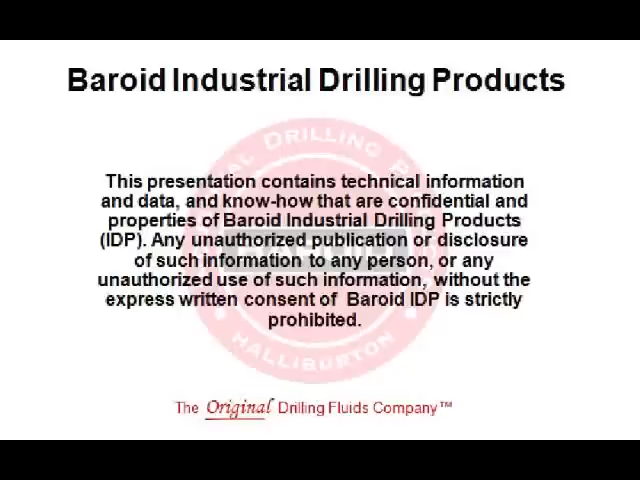 Baroid Industrial Drilling Products
This presentation contains technical information
and data, and know-how that are confidential and
properties of Baroid Industrial Drilling Products
(IDP). Any unauthorized publication or disclosure
of such information to any person, or any
unauthorized use of such information, without the
express written consent of Baroid IDP is strictly
prohibited.
DRILLING
HALLIBURTON
The Original Drilling Fluids Company™